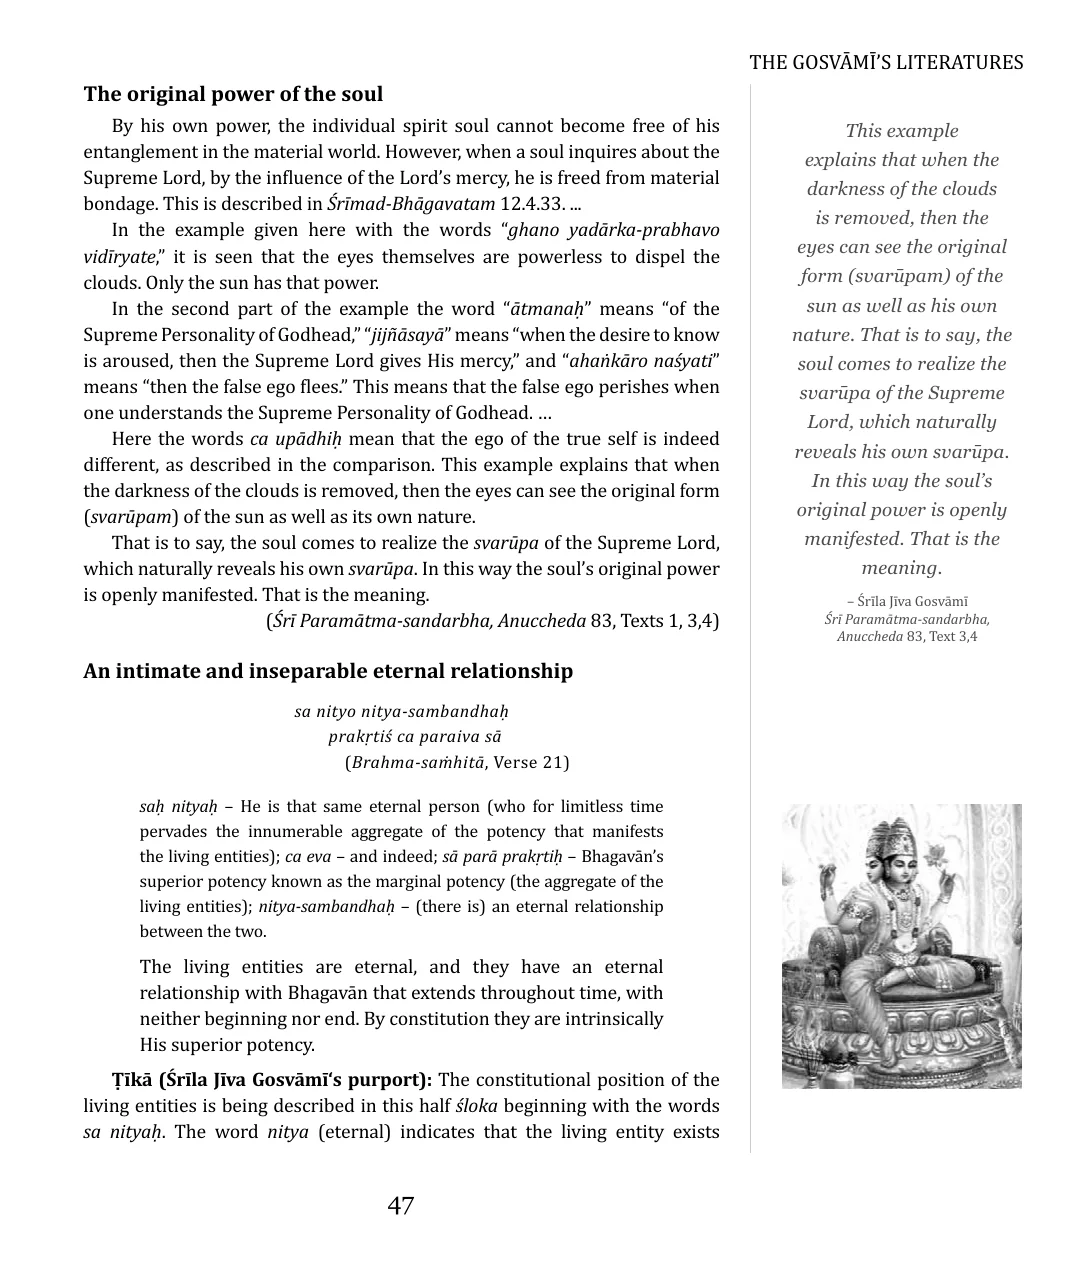 THE GOSVĀMĪ’S LITERATURES
The original power of the soul
By his own power, the individual spirit soul cannot become free of his
entanglement in the material world. However, when a soul inquires about the
Supreme Lord, by the influence of the Lord’s mercy, he is freed from material
bondage. This is described in Śrīmad-Bhāgavatam 12.4.33. ...
In the example given here with the words “ghano yadārka-prabhavo
vidīryate,” it is seen that the eyes themselves are powerless to dispel the
clouds. Only the sun has that power.
In the second part of the example the word “ātmanaḥ” means “of the
Supreme Personality of Godhead,” “jijñāsayā” means “when the desire to know
is aroused, then the Supreme Lord gives His mercy,” and “ahaṅkāro naśyati”
means “then the false ego flees.” This means that the false ego perishes when
one understands the Supreme Personality of Godhead. …
Here the words ca upādhiḥ mean that the ego of the true self is indeed
different, as described in the comparison. This example explains that when
the darkness of the clouds is removed, then the eyes can see the original form
(svarūpam) of the sun as well as its own nature.
That is to say, the soul comes to realize the svarūpa of the Supreme Lord,
which naturally reveals his own svarūpa. In this way the soul’s original power
is openly manifested. That is the meaning.
(Śrī Paramātma-sandarbha, Anuccheda 83, Texts 1, 3,4)
An intimate and inseparable eternal relationship
sa nityo nitya-sambandhaḥ
prakṛtiś ca paraiva sā
(Brahma-saṁhitā, Verse 21)
saḥ nityaḥ – He is that same eternal person (who for limitless time
pervades the innumerable aggregate of the potency that manifests
the living entities); ca eva – and indeed; sā parā prakṛtiḥ – Bhagavān’s
superior potency known as the marginal potency (the aggregate of the
living entities); nitya-sambandhaḥ – (there is) an eternal relationship
between the two.
The living entities are eternal, and they have an eternal
relationship with Bhagavān that extends throughout time, with
neither beginning nor end. By constitution they are intrinsically
His superior potency.
Ṭīkā (Śrīla Jīva Gosvāmī‘s purport): The constitutional position of the
living entities is being described in this half śloka beginning with the words
sa nityaḥ. The word nitya (eternal) indicates that the living entity exists
This example
explains that when the
darkness of the clouds
is removed, then the
eyes can see the original
form (svarūpam) of the
sun as well as his own
nature. That is to say, the
soul comes to realize the
svarūpa of the Supreme
Lord, which naturally
reveals his own svarūpa.
In this way the soul’s
original power is openly
manifested. That is the
meaning.
– Śrīla Jīva Gosvāmī
Śrī Paramātma-sandarbha,
Anuccheda 83, Text 3,4
47